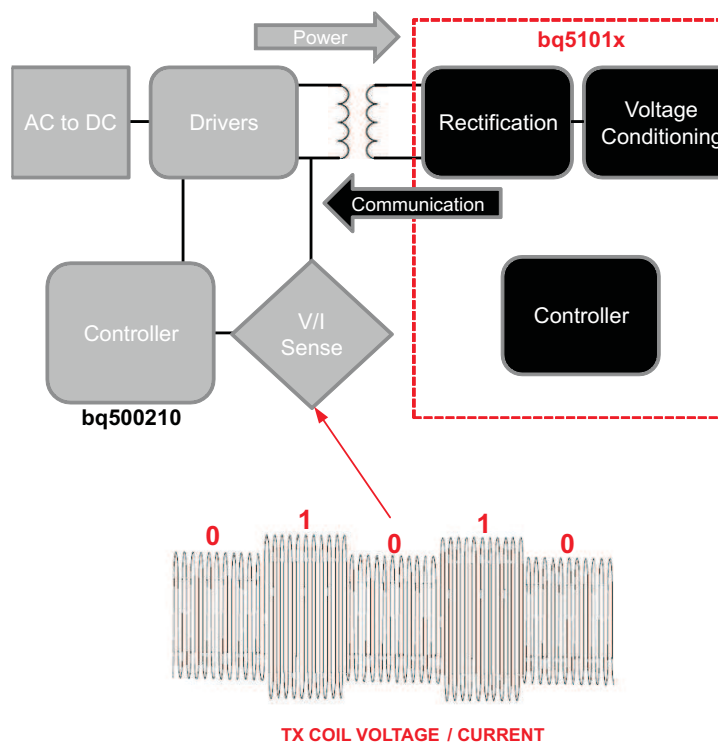 Power
bq5101x
AC to DC
Drivers
Rectification
Voltage
Conditioning
Communication
Controller
V/I
Sense
Controller
bq500210
0
1
0
1
0
TX COIL VOLTAGE / CURRENT